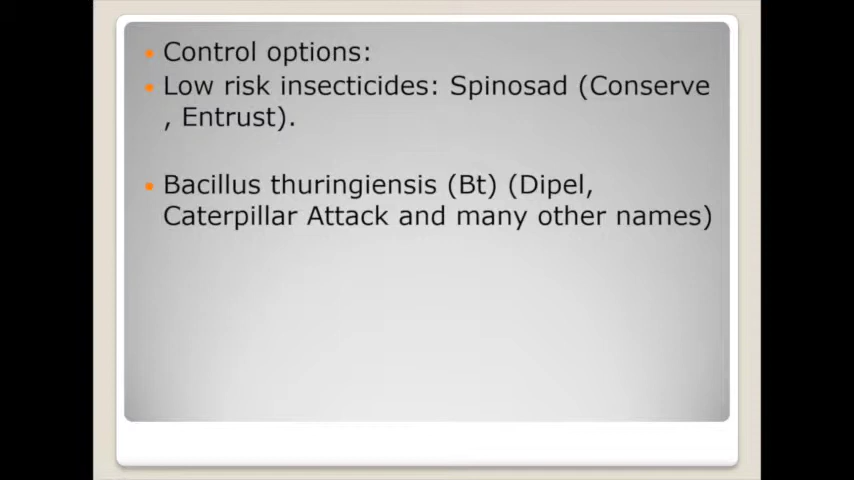 Control options:
Low risk insecticides: Spinosad (Conserve
, Entrust).
Bacillus thuringiensis (Bt) (Dipel,
Caterpillar Attack and many other names)